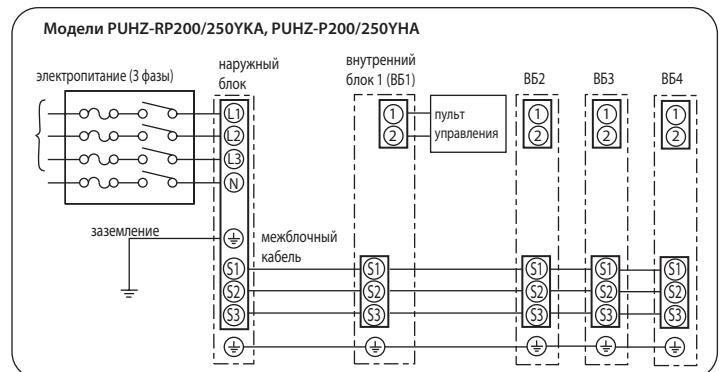 Модели PUHZ-RP200/250YKA, PUHZ-P200/250YHA
электропитание (3 фазы)
наружный
блок
внутренний
блок 1 (ВБ1)
ВБ2
ВБ3
ВБ4
L1
L2
L3
N
1
2
пульт
управления
1
2
1
2
1
2
заземление
межблочный
кабель
S1
S2
S3
S1
S2
S3
S1
S2
S3
S1
S2
S3
S1
S2
S3